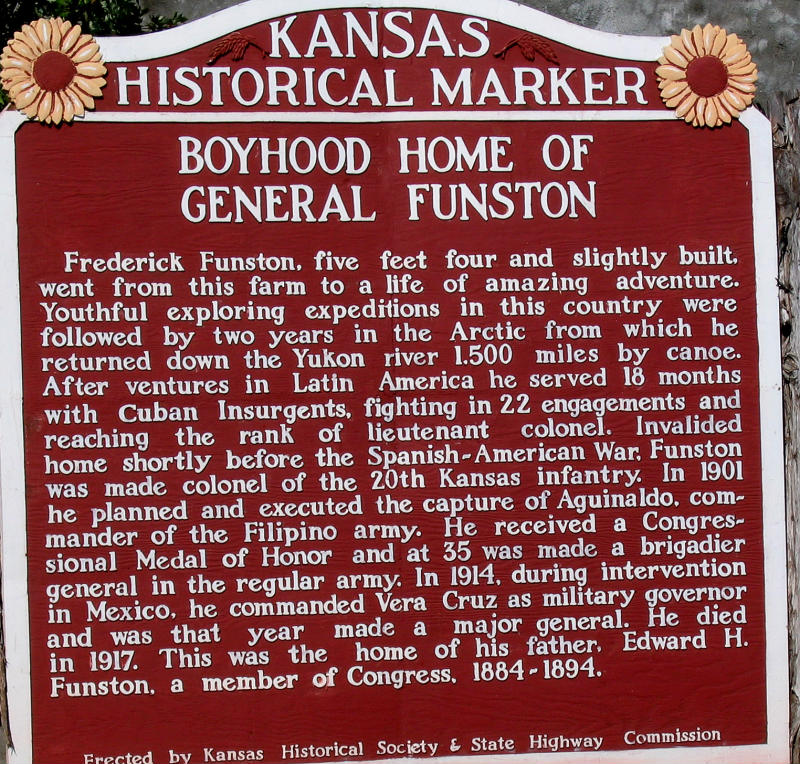 KANSAS
HISTORICAL MARKER
BOYHOOD HOME OF
GENERAL FUNSTON
Frederick Funston, five feet four and slightly built,
went from this farm to a life of amazing adventure.
Youthful exploring expeditions in this country were
followed by two years in the Arctic from which he
returned down the Yukon river 1.500 miles by canoe.
After ventures in Latin America he served 18 months
with Cuban Insurgents, fighting in 22 engagements and
reaching the rank of lieutenant colonel. Invalided
home shortly before the Spanish-American War, Funston
was made colonel of the 20th Kansas infantry. In 1901
he planned and executed the capture of Aguinaldo, com-
mander of the Filipino army. He received a Congres-
sional Medal of Honor and at 35 was made a brigadier
general in the regular army. In 1914, during intervention
in Mexico, he commanded Vera Cruz as military governor
and was that year made a major general. He died
in 1917. This was the home of his father, Edward H.
Funston, a member of Congress, 1884-1894.
Erected by Kansas Historical Society & State Highway Commission